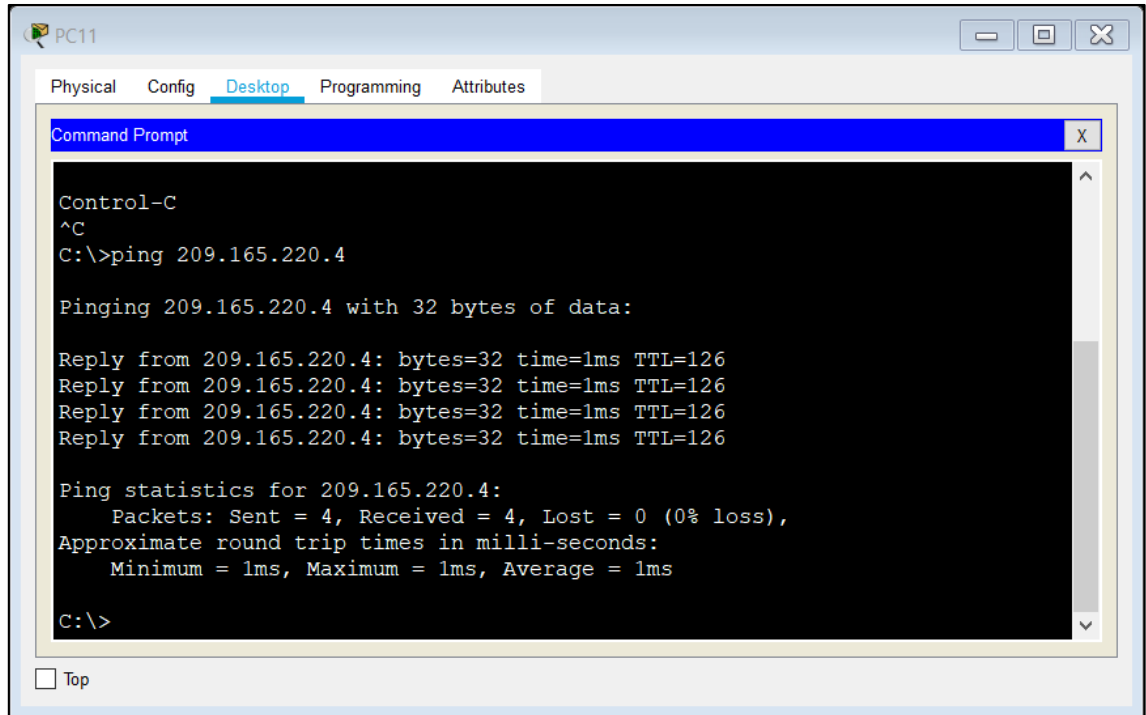 PC11
Physical Config Desktop Programming Attributes
Command Prompt
X
Control-C
^C
C:\>ping 209.165.220.4
Pinging 209.165.220.4 with 32 bytes of data:
Reply from 209.165.220.4: bytes=32 time=1ms TTL=126
Reply from 209.165.220.4: bytes=32 time=1ms TTL=126
Reply from 209.165.220.4: bytes=32 time=1ms TTL=126
Reply from 209.165.220.4: bytes=32 time=1ms TTL=126
Ping statistics for 209.165.220.4:
Packets: Sent = 4, Received = 4, Lost = 0 (0% loss),
Approximate round trip times in milli-seconds:
Minimum = 1ms, Maximum = 1ms, Average = 1ms
C:\>
Top